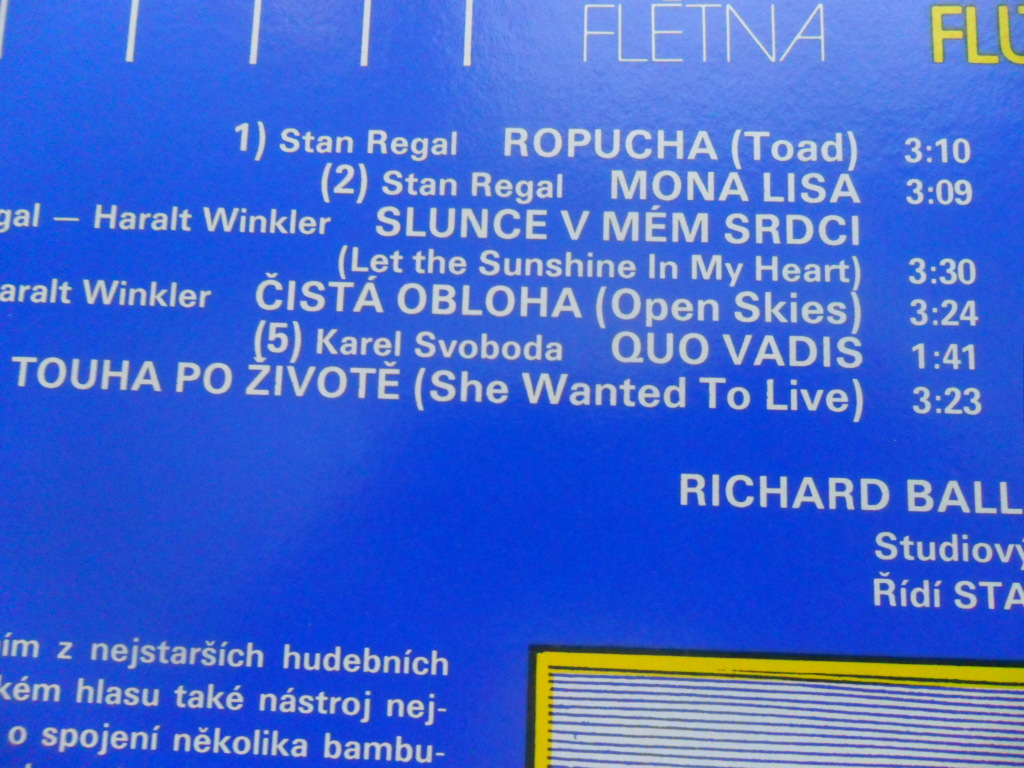 FLÉTNA
1) Stan Regal ROPUCHA (Toad) 3:10
(2) Stan Regal MONA LISA 3:09
gal — Haralt Winkler SLUNCE V MÉM SRDCI
(Let the Sunshine In My Heart) 3:30
aralt Winkler ČISTÁ OBLOHA (Open Skies) 3:24
(5) Karel Svoboda QUO VADIS 1:41
TOUHA PO ŽIVOTĚ (She Wanted To Live) 3:23
RICHARD BALL
Studiový
Řídí STA
ím z nejstarších hudebních
kém hlasu také nástroj nej-
o spojení několika bambu-